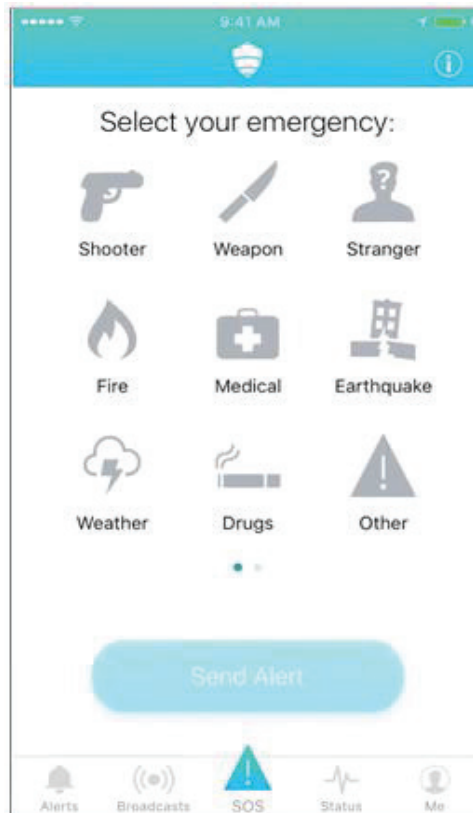 9:41 AM
Select your emergency:
Shooter Weapon Stranger
Fire Medical Earthquake
Weather Drugs Other
Send Alert
Alerts Broadcasts SOS Status Me